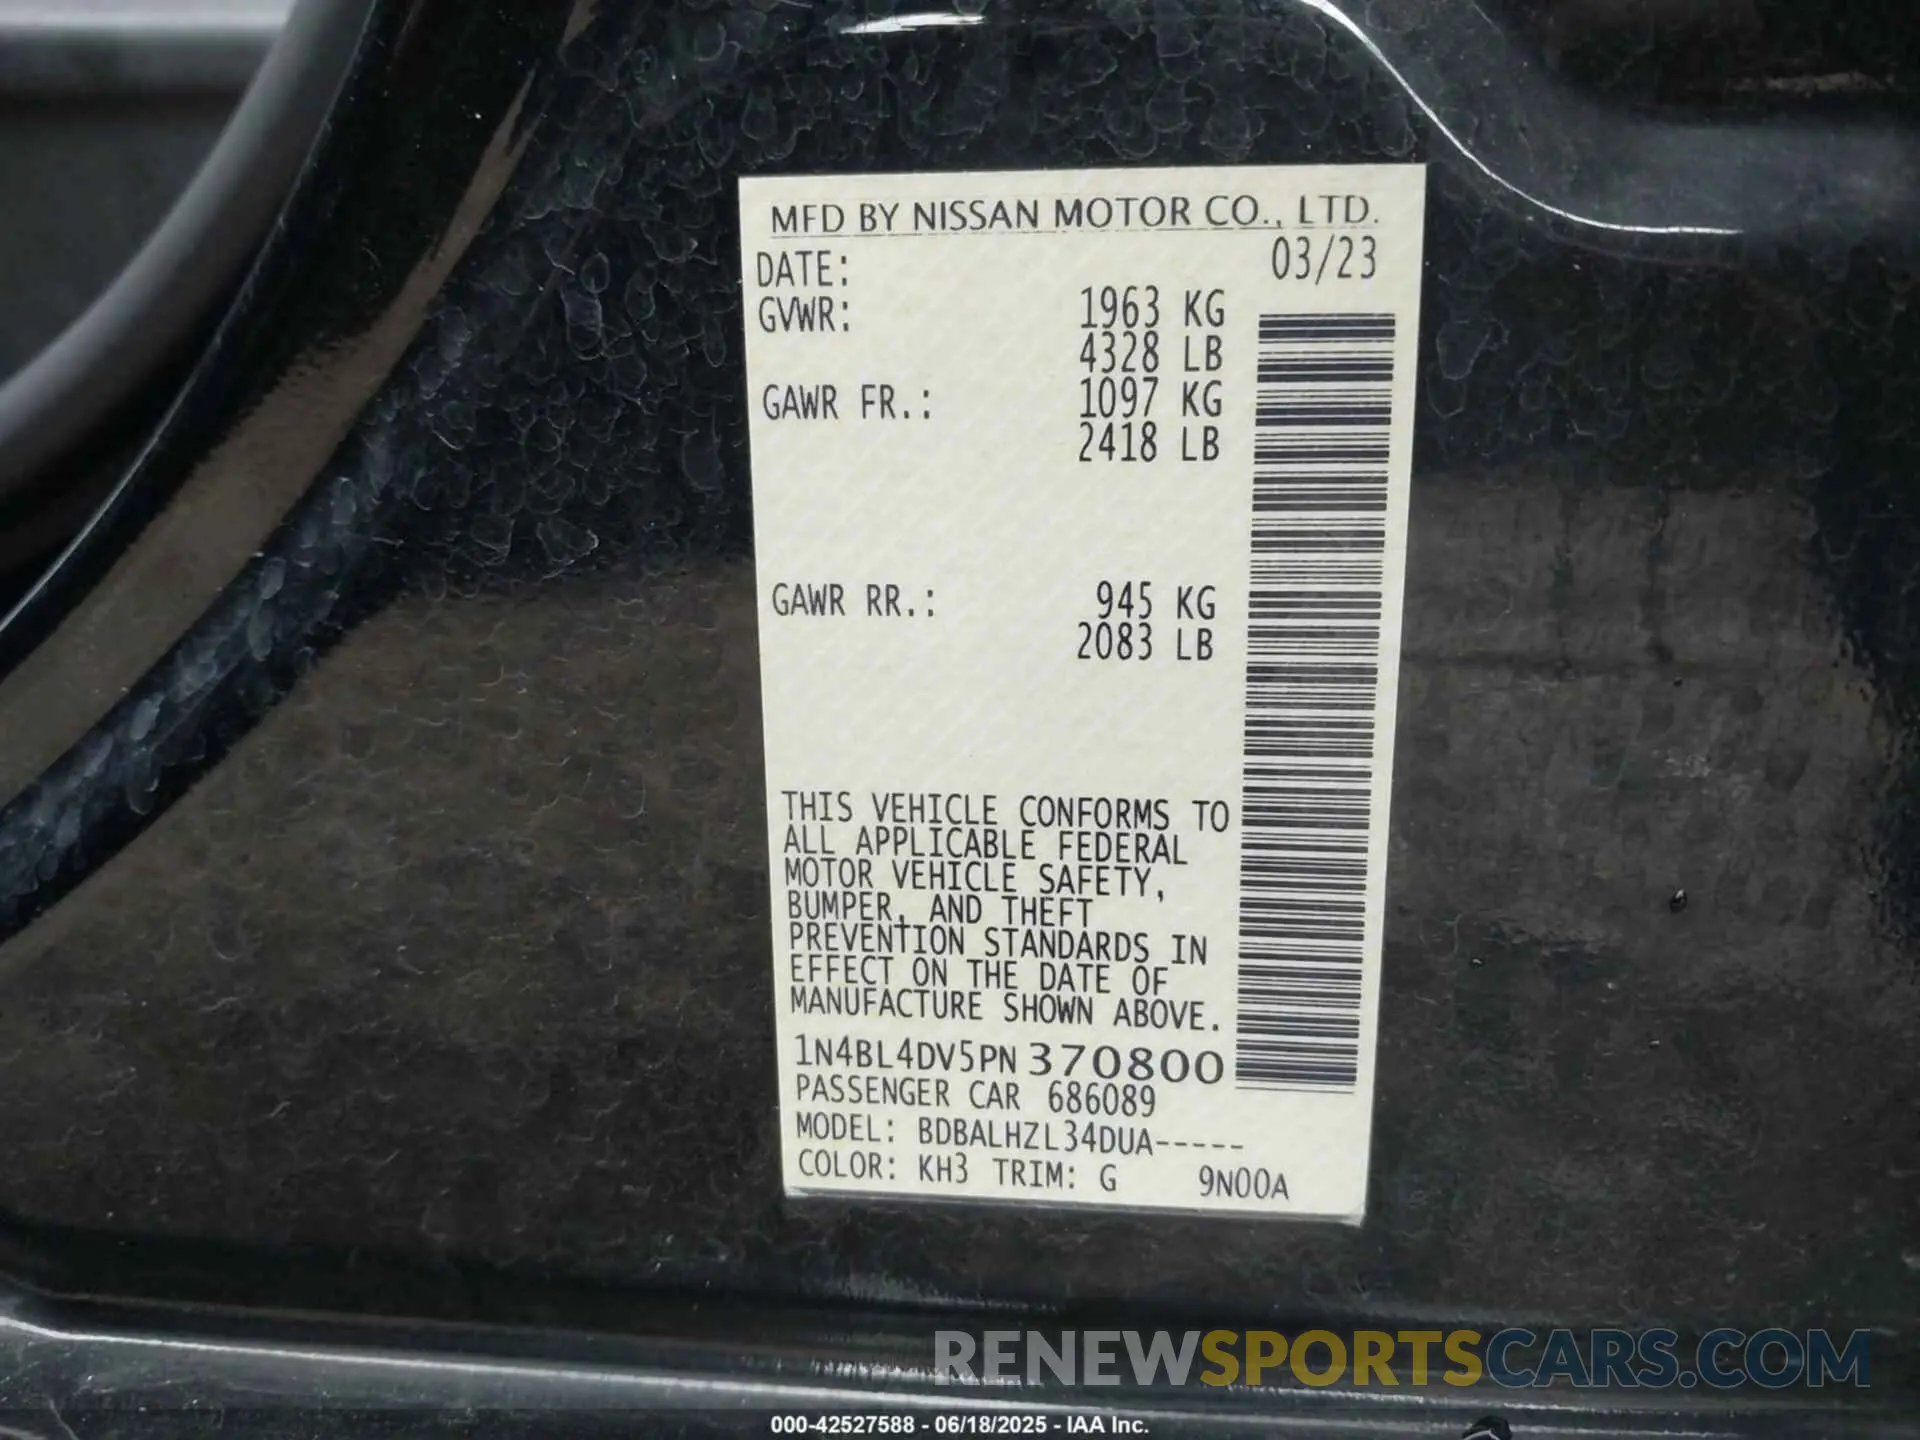 MFD BY NISSAN MOTOR CO., LTD.
DATE: 03/23
GVWR: 1963 KG
4328 LB
GAWR FR.: 1097 KG
2418 LB
GAWR RR.: 945 KG
2083 LB
THIS VEHICLE CONFORMS TO
ALL APPLICABLE FEDERAL
MOTOR VEHICLE SAFETY,
BUMPER, AND THEFT
PREVENTION STANDARDS IN
EFFECT ON THE DATE OF
MANUFACTURE SHOWN ABOVE.
1N4BL4DV5PN370800
PASSENGER CAR 686089
MODEL: BDBALHZL34DUA-----
COLOR: KH3 TRIM: G 9N00A
RENEWSPORTSCARS.COM
000-42527588 - 06/18/2025 - IAA Inc.